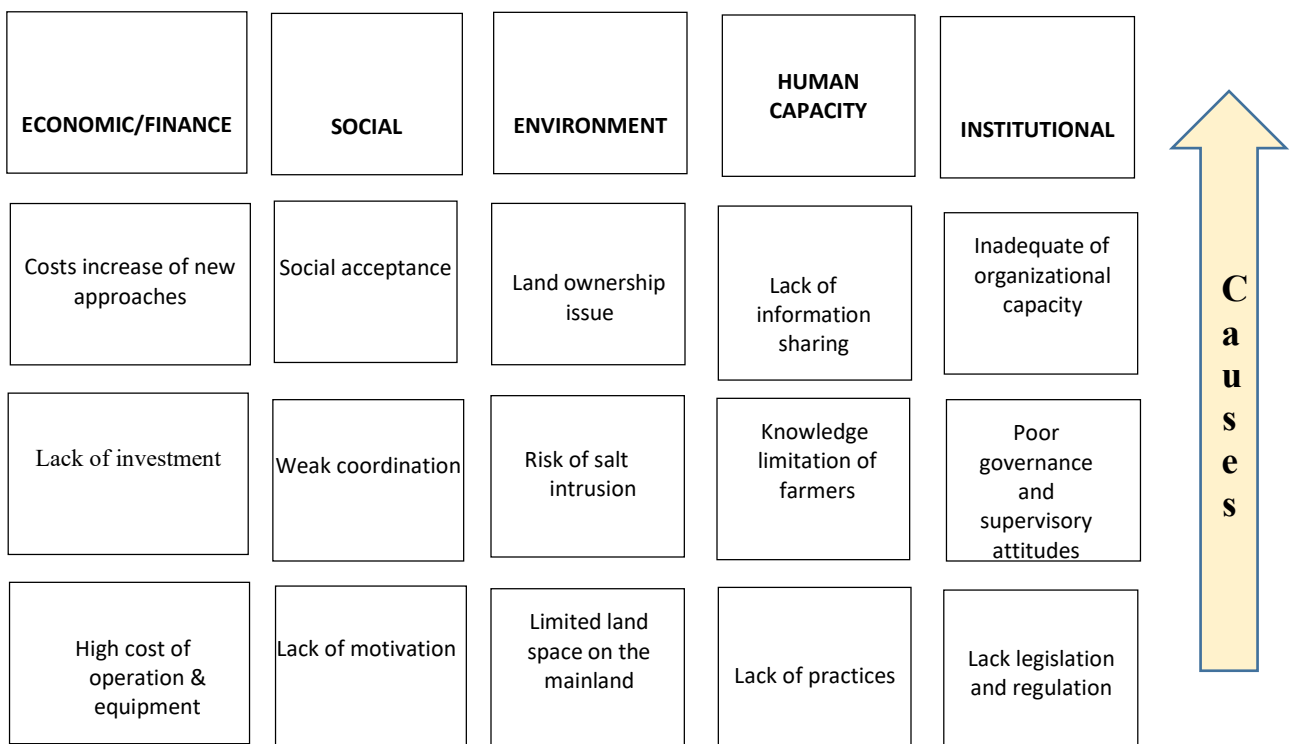 ECONOMIC/FINANCE
SOCIAL
ENVIRONMENT
HUMAN
CAPACITY
INSTITUTIONAL
Costs increase of new
approaches
Social acceptance
Land ownership
issue
Lack of
information
sharing
Inadequate of
organizational
capacity
Lack of investment
Weak coordination
Risk of salt
intrusion
Knowledge
limitation of
farmers
Poor
governance
and
supervisory
attitudes
High cost of
operation &
equipment
Lack of motivation
Limited land
space on the
mainland
Lack of practices
Lack legislation
and regulation
C
a
u
s
e
s